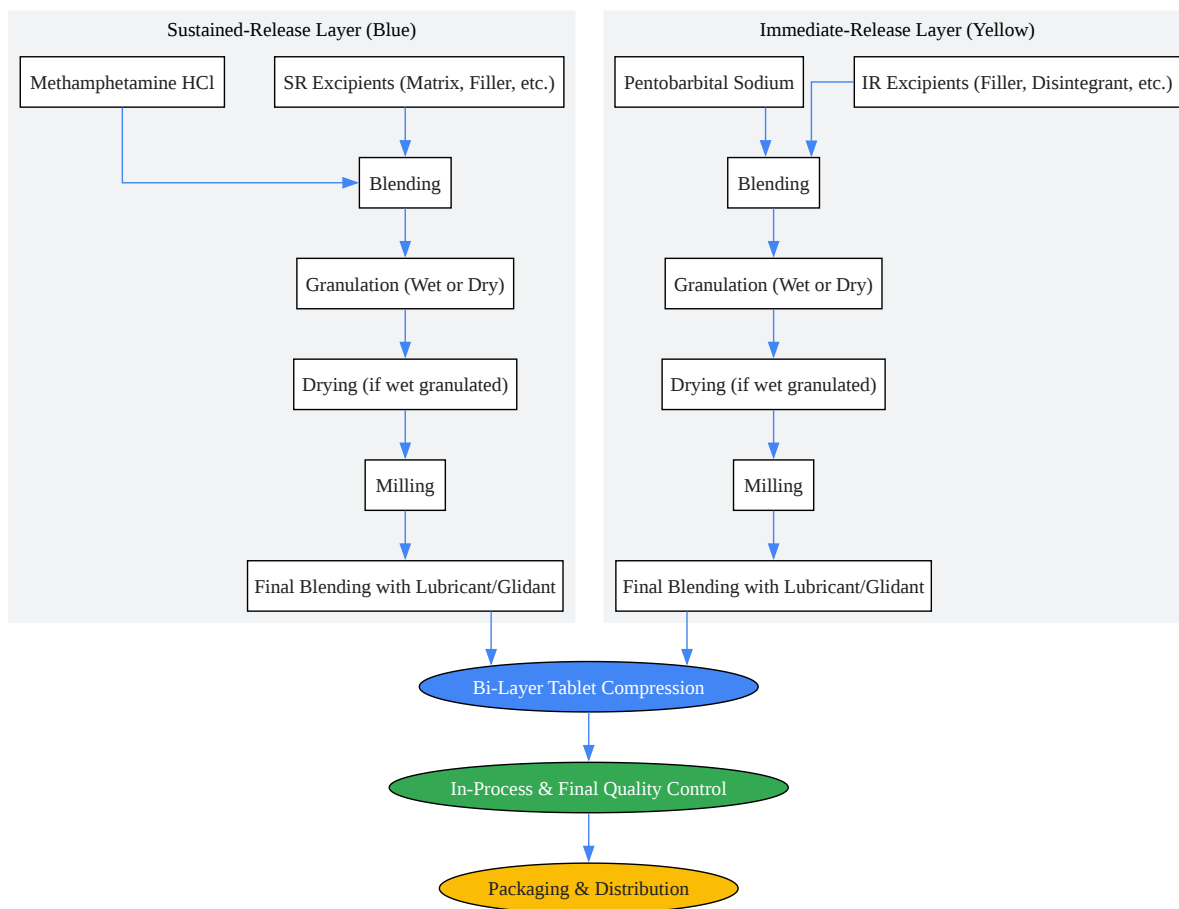 Sustained-Release Layer (Blue)
Methamphetamine HCl
SR Excipients (Matrix, Filler, etc.)
Blending
Granulation (Wet or Dry)
Drying (if wet granulated)
Milling
Final Blending with Lubricant/Glidant
Immediate-Release Layer (Yellow)
Pentobarbital Sodium
IR Excipients (Filler, Disintegrant, etc.)
Blending
Granulation (Wet or Dry)
Drying (if wet granulated)
Milling
Final Blending with Lubricant/Glidant
Bi-Layer Tablet Compression
In-Process & Final Quality Control
Packaging & Distribution